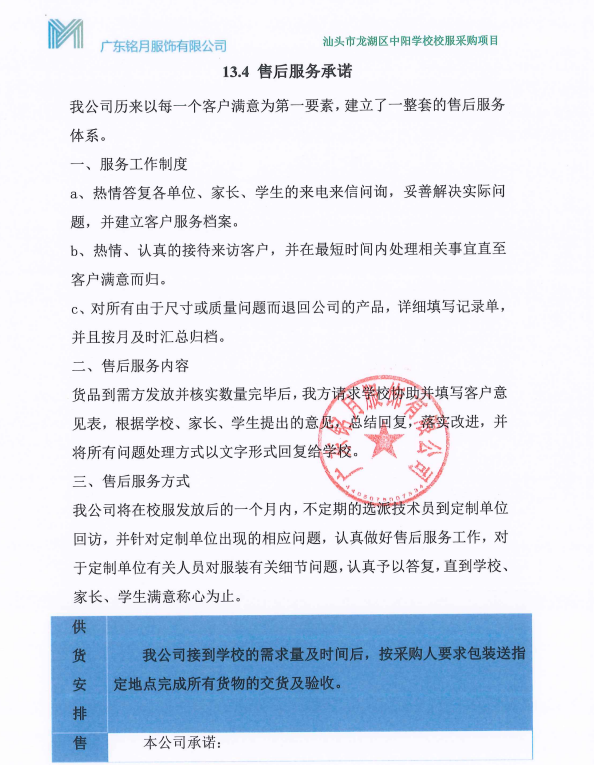 广东铭月服饰有限公司
汕头市龙湖区中阳学校校服采购项目
13.4 售后服务承诺
我公司历来以每一个客户满意为第一要素，建立了一整套的售后服务
体系。
一、服务工作制度
a、热情答复各单位、家长、学生的来电来信问询，妥善解决实际问
题，并建立客户服务档案。
b、热情、认真的接待来访客户，并在最短时间内处理相关事宜直至
客户满意而归。
c、对所有由于尺寸或质量问题而退回公司的产品，详细填写记录单，
并且按月及时汇总归档。
二、售后服务内容
货品到需方发放并核实数量完毕后，我方请求学校协助并填写客户意
见表，根据学校、家长、学生提出的意见，总结回复，落实改进，并
将所有问题处理方式以文字形式回复给学校。
广东铭月服饰有限公司
三、售后服务方式
我公司将在校服发放后的一个月内，不定期的选派技术员到定制单位
回访，并针对定制单位出现的相应问题，认真做好售后服务工作，对
于定制单位有关人员对服装有关细节问题，认真予以答复，直到学校、
家长、学生满意称心为止。
供货安排
我公司接到学校的需求量及时间后，按采购人要求包装送指
定地点完成所有货物的交货及验收。
售
本公司承诺：